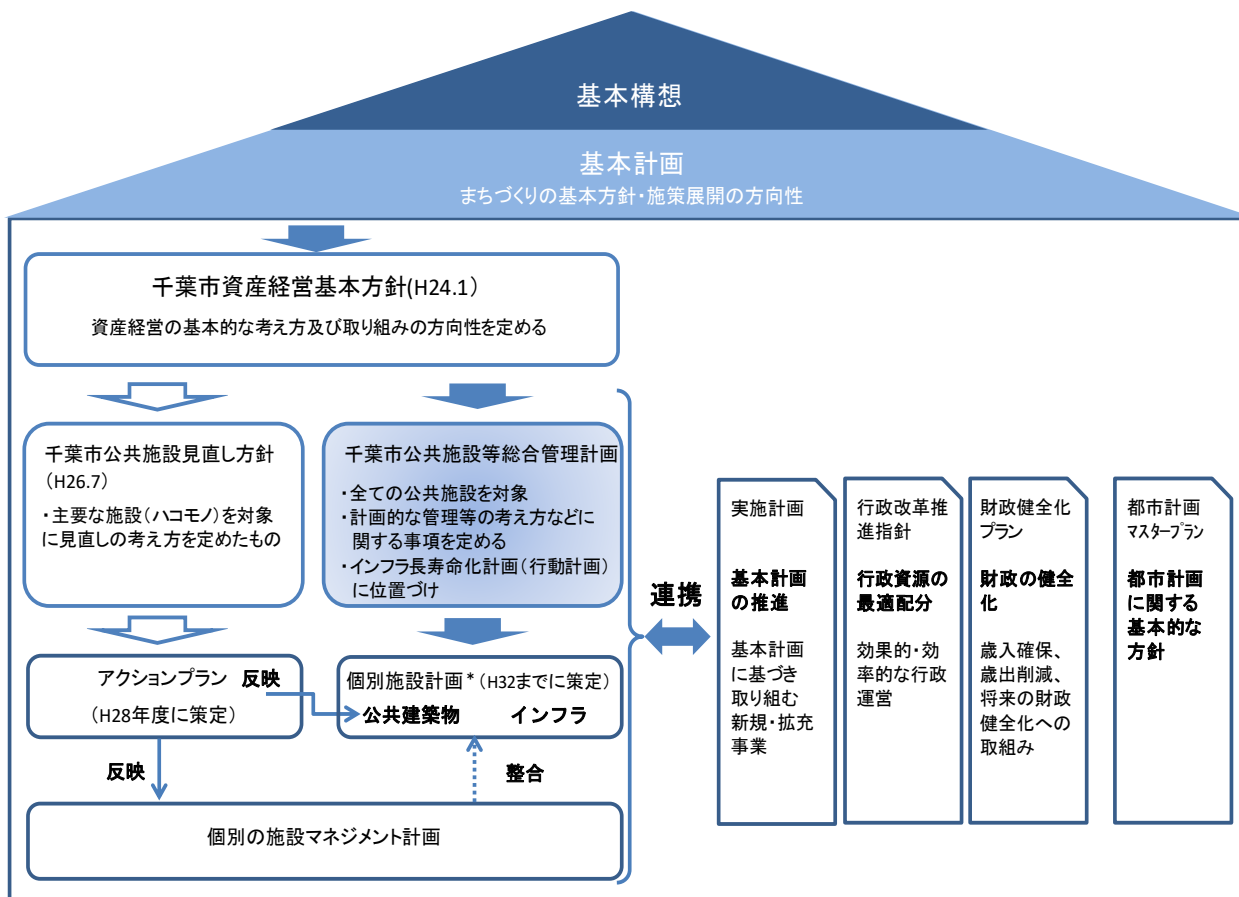 基本構想
基本計画
まちづくりの基本方針・施策展開の方向性
千葉市資産経営基本方針(H24.1)
資産経営の基本的な考え方及び取り組みの方向性を定める
千葉市公共施設見直し方針
(H26.7)
・主要な施設(ハコモノ)を対象
に見直しの考え方を定めたもの
千葉市公共施設等総合管理計画
・全ての公共施設を対象
・計画的な管理等の考え方などに
関する事項を定める
・インフラ長寿命化計画(行動計画)
に位置づけ
アクションプラン 反映
(H28年度に策定)
個別施設計画*(H32までに策定)
公共建築物 インフラ
反映
整合
個別の施設マネジメント計画
連携
実施計画
基本計画
の推進
基本計画
に基づき
取り組む
新規・拡充
事業
行政改革推
進指針
行政資源の
最適配分
効果的・効
率的な行政
運営
財政健全化
プラン
財政の健全
化
歳入確保、
歳出削減、
将来の財政
健全化への
取組み
都市計画
マスタープラン
都市計画
に関する
基本的な
方針